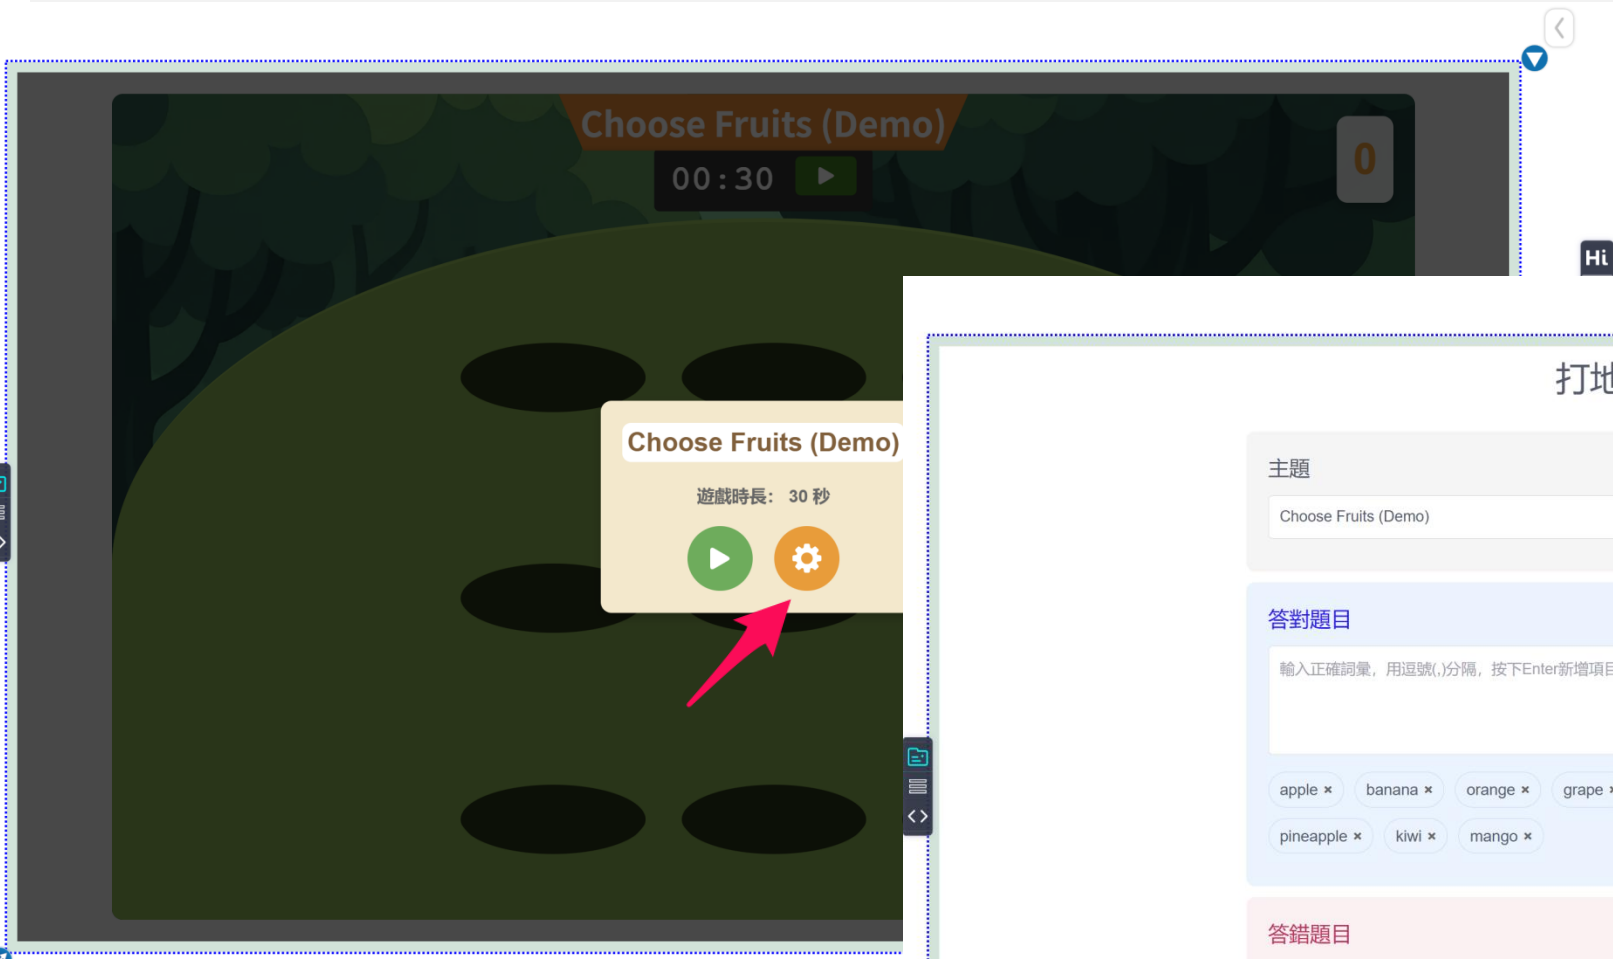 Choose Fruits (Demo)
00:30
0
Hi
Choose Fruits (Demo)
遊戲時長： 30 秒
打地
主題
Choose Fruits (Demo)
答對題目
輸入正確詞彙，用逗號(,)分隔，按下Enter新增項目
apple × banana × orange × grape ×
pineapple × kiwi × mango ×
答錯題目